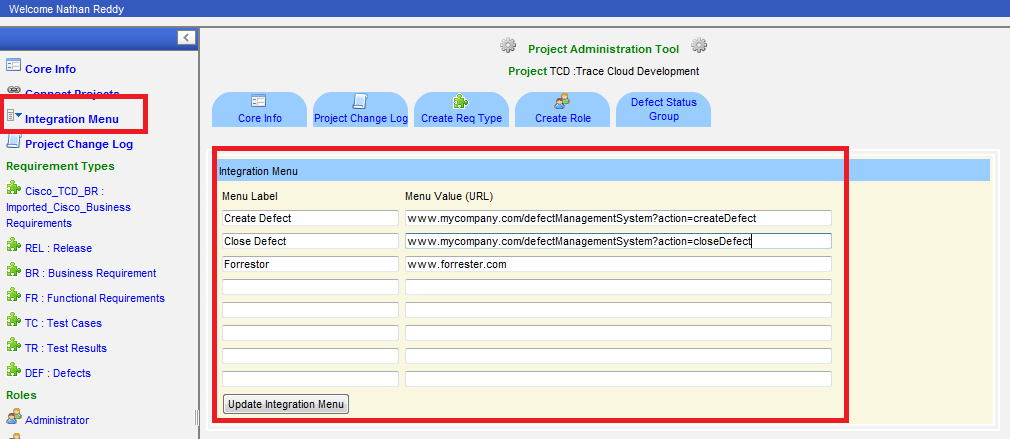 Welcome Nathan Reddy
Core Info
Connect Projects
Integration Menu
Project Change Log
Requirement Types
Cisco_TCD_BR :
Imported_Cisco_Business
Requirements
REL : Release
BR : Business Requirement
FR : Functional Requirements
TC : Test Cases
TR : Test Results
DEF : Defects
Roles
Administrator
Project Administration Tool
Project TCD :Trace Cloud Development
Core Info
Project Change Log
Create Req Type
Create Role
Defect Status
Group
Integration Menu
Menu Label Menu Value (URL)
Create Defect www.mycompany.com/defectManagementSystem?action=createDefect
Close Defect www.mycompany.com/defectManagementSystem?action=closeDefect
Forrestor www.forrester.com
Update Integration Menu